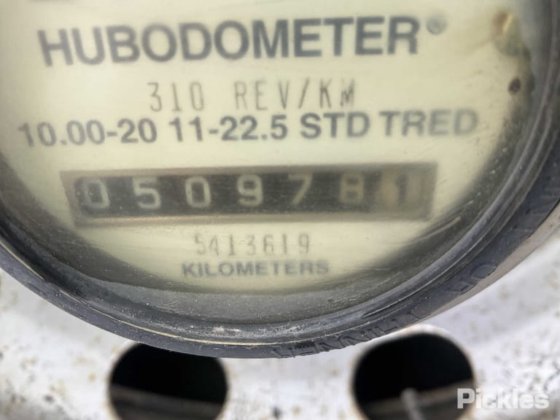 HUBODOMETER®
310 REV/KM
10.00-20 11-22.5 STD TRED
0509781
5413619
KILOMETERS
Pickles